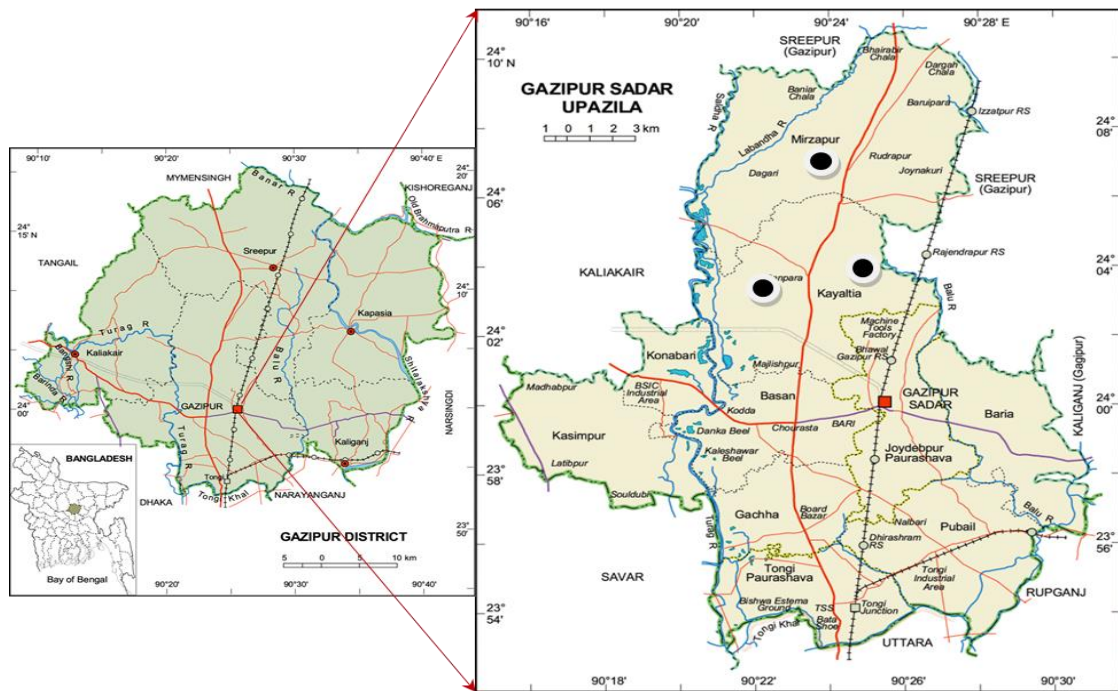 90° 10'
90° 20'
90° 30'
90° 40' E
24° 20'
24° 15' N
24° 10'
24° 00'
23° 50'
90° 20'
90° 30'
90° 40'
MYMENSINGH
KISHOREGANJ
Banar R
Old Brahmaputra R
TANGAIL
Sreepur
Kapasia
Turag R
Kaliakair
Bangshi R
Barinda R
Balu R
Shitalakshya R
GAZIPUR
NARSINGDI
Turag R
Kaliganj
Tongi
Tongi Khal
DHAKA
NARAYANGANJ
BANGLADESH
Bay of Bengal
GAZIPUR DISTRICT
5 0 5 10 km
90° 16'
90° 20'
90° 24'
90° 28' E
24° 10' N
24° 08'
24° 06'
24° 04'
24° 02'
24° 00'
23° 58'
23° 56'
23° 54'
90° 18'
90° 22'
90° 26'
90° 30'
GAZIPUR SADAR
UPAZILA
1 0 1 2 3 km
SREEPUR
(Gazipur)
Bhairabir
Chala
Dargah
Chala
Baniar
Chala
Baruipara
Izzatpur RS
Saldha R
Labandha R
Mirzapur
Rudrapur
Joynakuri
Dagari
SREEPUR
(Gazipur)
Rajendrapur RS
KALIAKAIR
Kayaltia
Balu R
Machine
Tools
Factory
Bhawal
Gazipur RS
Konabari
Majlishpur
Madhabpur
BSIC
Industrial
Area
Basan
GAZIPUR
SADAR
Baria
KALIGANJ (Gagipur)
Kodda
Chourasta
BARI
Kasimpur
Danka Beel
Kaleshawar
Beel
Joydebpur
Paurashava
Latibpur
Souldubi
Gachha
Board
Bazar
Nalbari
Pubail
Balu R
Turag R
Dhirashram
RS
SAVAR
Tongi
Paurashava
Tongi
Industrial
Area
RUPGANJ
Bishwa Estema
Ground
TSS
Bata
Shoe
Tongi
Junction
Tongi Khal
UTTARA